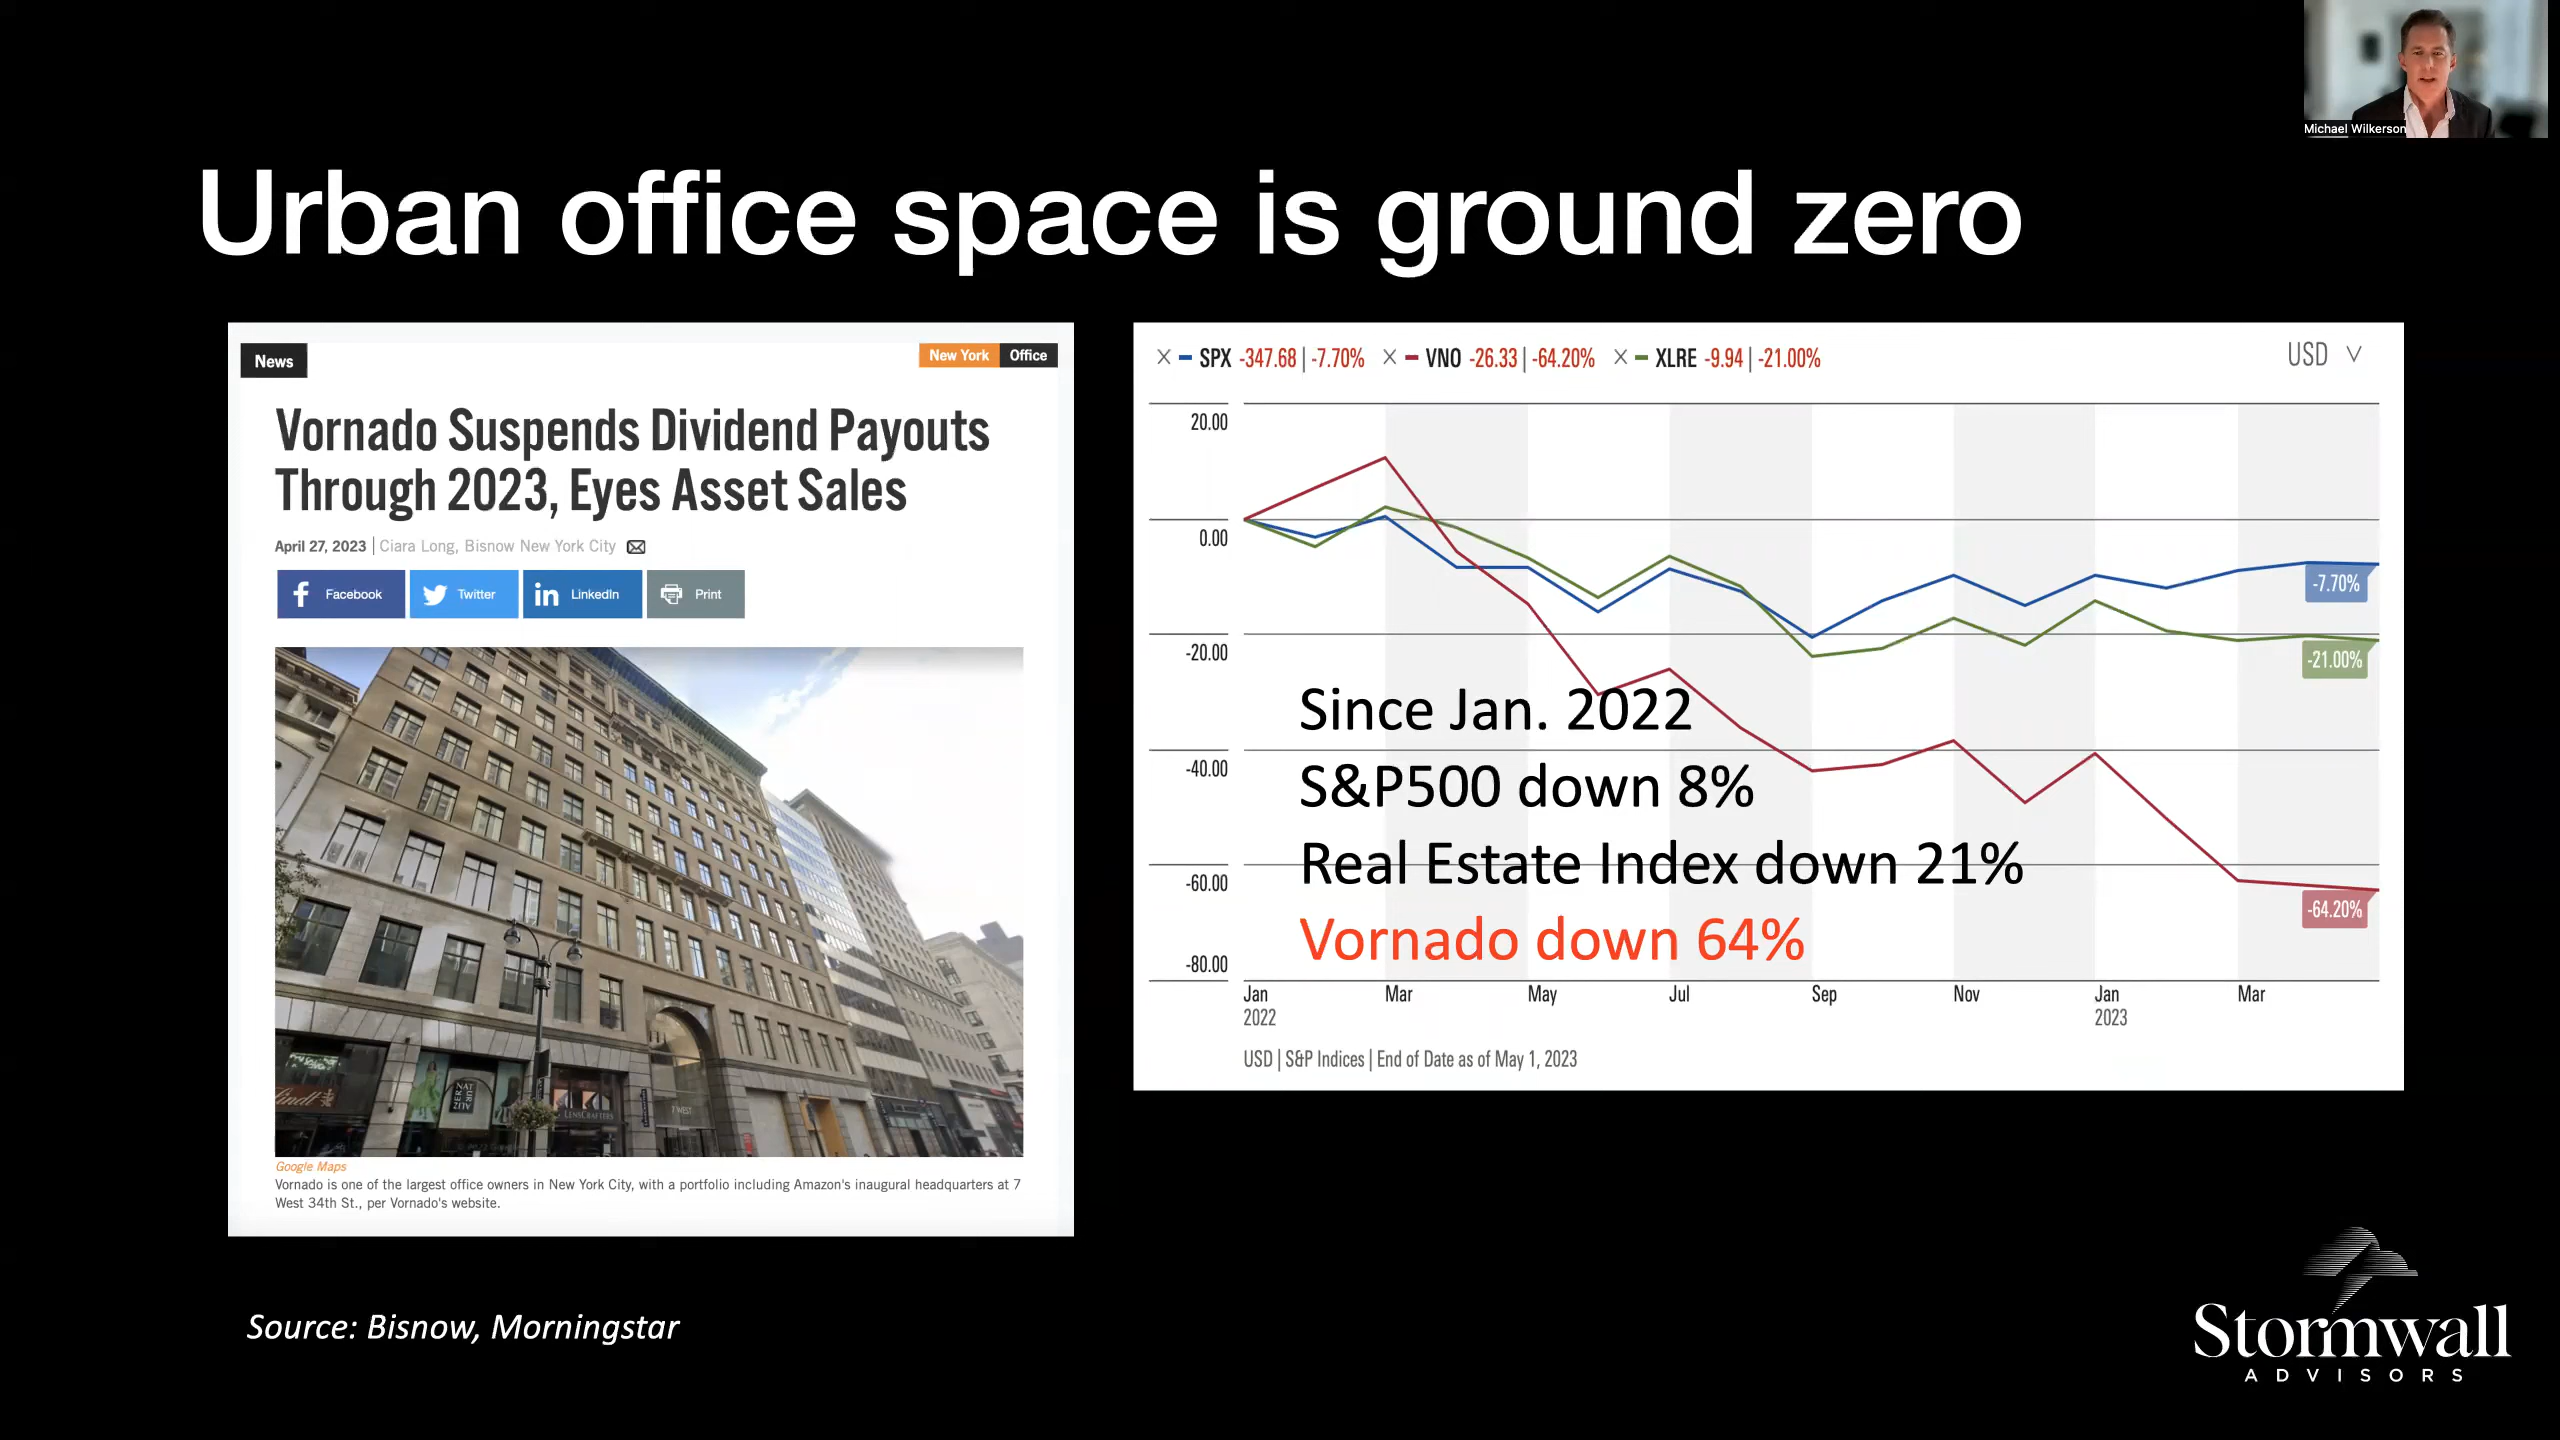 Michael Wilkerson
Urban office space is ground zero
News
New York Office
Vornado Suspends Dividend Payouts
Through 2023, Eyes Asset Sales
April 27, 2023 | Ciara Long, Bisnow New York City
f Facebook
Twitter
in LinkedIn
Print
Lindt
NATURALIZER
LENSCRAFTERS
7 WEST
Google Maps
Vornado is one of the largest office owners in New York City, with a portfolio including Amazon's inaugural headquarters at 7
West 34th St., per Vornado's website.
X SPX -347.68 | -7.70% X VNO -26.33 | -64.20% X XLRE -9.94 | -21.00%
USD
20.00
0.00
-20.00
-40.00
-60.00
-80.00
-7.70%
-21.00%
-64.20%
Since Jan. 2022
S&P500 down 8%
Real Estate Index down 21%
Vornado down 64%
Jan Mar May Jul Sep Nov Jan Mar
2022 2023
USD | S&P Indices | End of Date as of May 1, 2023
Source: Bisnow, Morningstar
Stormwall
ADVISORS